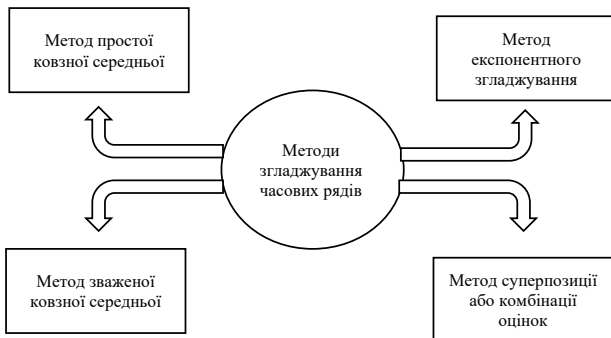 Метод простої
ковзної середньої
Метод
експонентного
згладжування
Методи
згладжування
часових рядів
Метод зваженої
ковзної середньої
Метод суперпозиції
або комбінації
оцінок